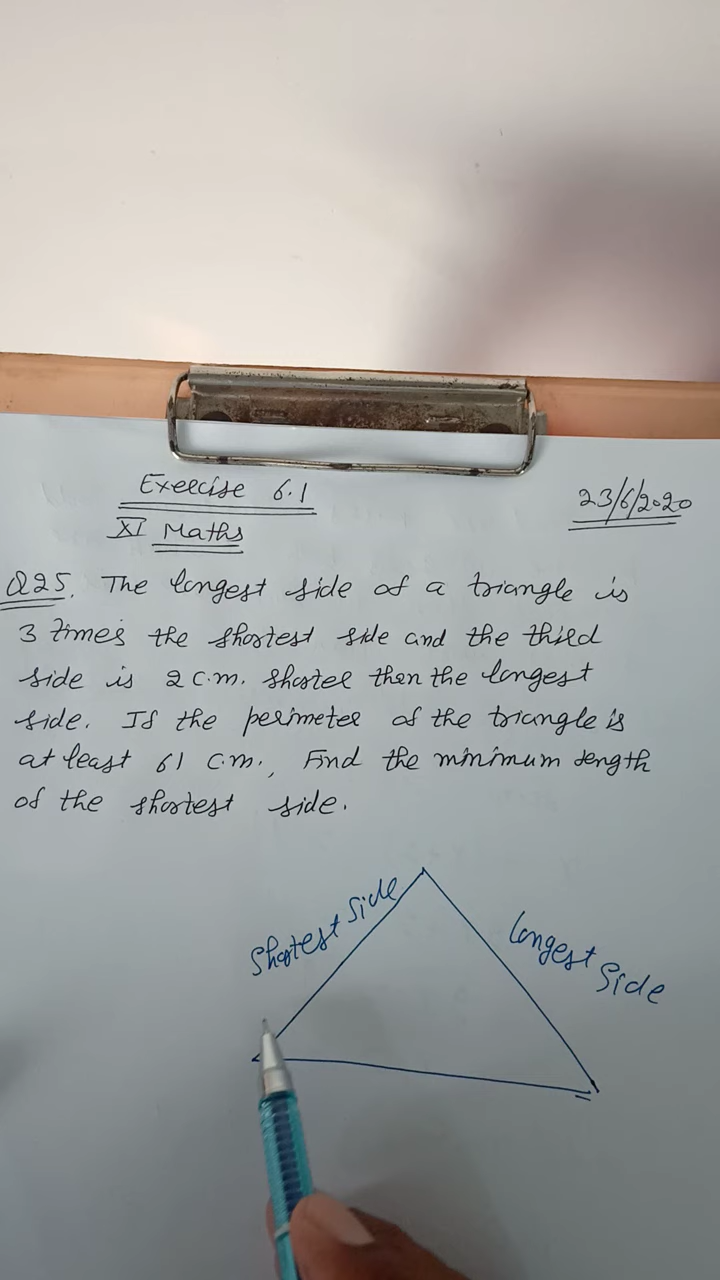 Exercise 6.1
23/6/2020
XI Maths
Q25. The longest side of a triangle is
3 times the shortest side and the third
side is 2 c.m. shorter then the longest
side. If the perimeter of the triangle is
at least 61 c.m., Find the minimum length
of the shortest side.
Shortest Side
longest Side